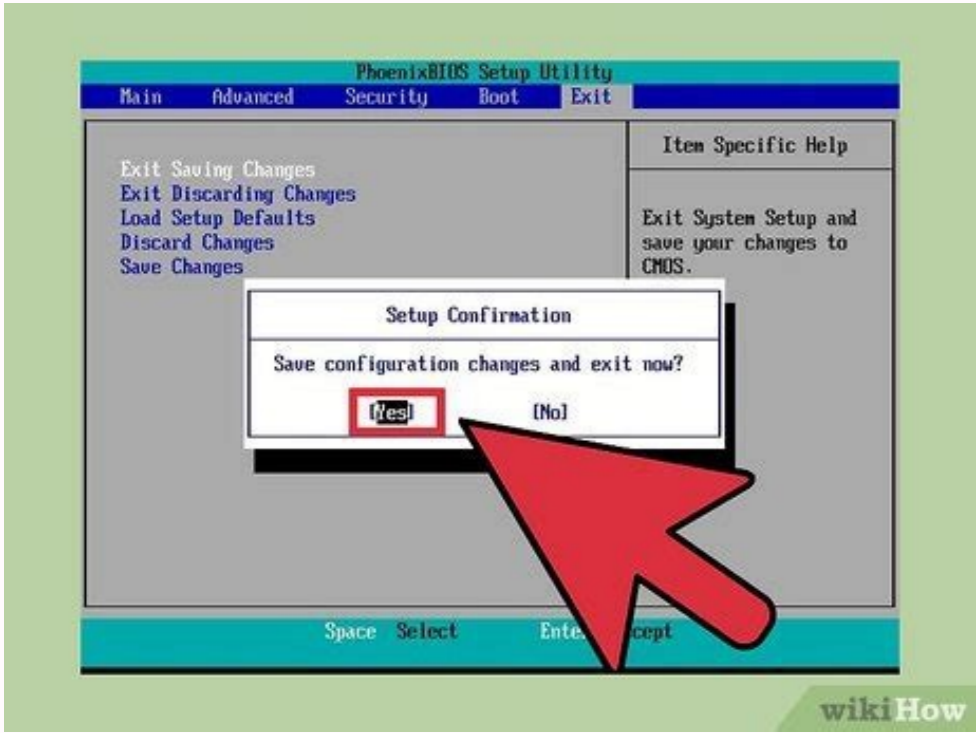 PhoenixBIOS Setup Utility
Main Advanced Security Boot Exit
Exit Saving Changes
Exit Discarding Changes
Load Setup Defaults
Discard Changes
Save Changes
Item Specific Help
Exit System Setup and
save your changes to
CMOS.
Setup Confirmation
Save configuration changes and exit now?
[Yes] [No]
Space Select
wikiHow